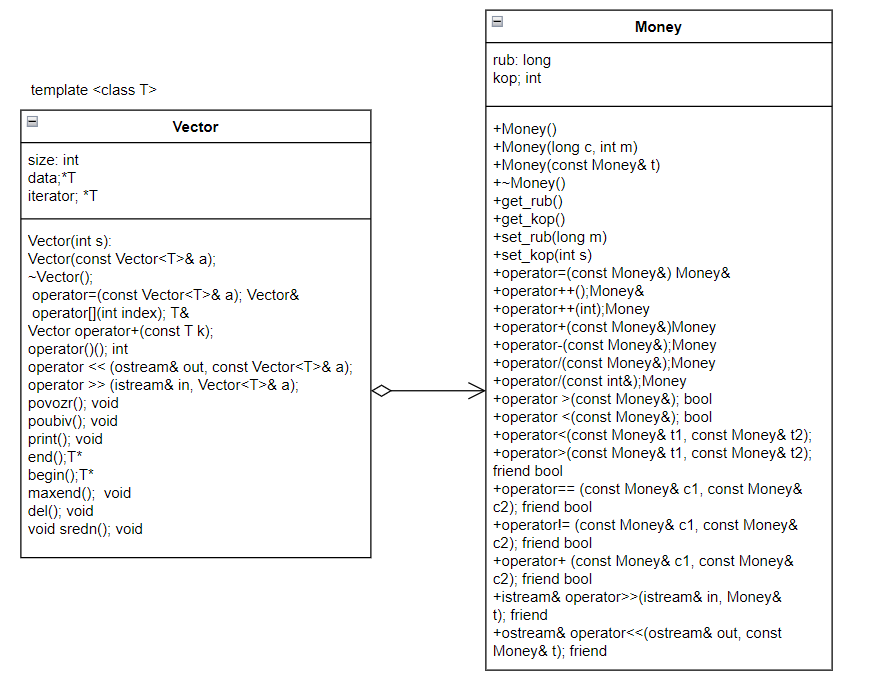 template <class T>
Vector
size: int
data;*T
iterator; *T
Vector(int s):
Vector(const Vector<T>& a);
~Vector();
operator=(const Vector<T>& a); Vector&
operator[](int index); T&
Vector operator+(const T k);
operator()(); int
operator << (ostream& out, const Vector<T>& a);
operator >> (istream& in, Vector<T>& a);
povozr(); void
poubiv(); void
print(); void
end();T*
begin();T*
maxend();  void
del(); void
void sredn(); void
Money
rub: long
kop; int
+Money()
+Money(long c, int m)
+Money(const Money& t)
+~Money()
+get_rub()
+get_kop()
+set_rub(long m)
+set_kop(int s)
+operator=(const Money&) Money&
+operator++();Money&
+operator++(int);Money
+operator+(const Money&)Money
+operator-(const Money&);Money
+operator/(const Money&);Money
+operator/(const int&);Money
+operator >(const Money&); bool
+operator <(const Money&); bool
+operator<(const Money& t1, const Money& t2);
+operator>(const Money& t1, const Money& t2);
friend bool
+operator== (const Money& c1, const Money&
c2); friend bool
+operator!= (const Money& c1, const Money&
c2); friend bool
+operator+ (const Money& c1, const Money&
c2); friend bool
+istream& operator>>(istream& in, Money&
t); friend
+ostream& operator<<(ostream& out, const
Money& t); friend